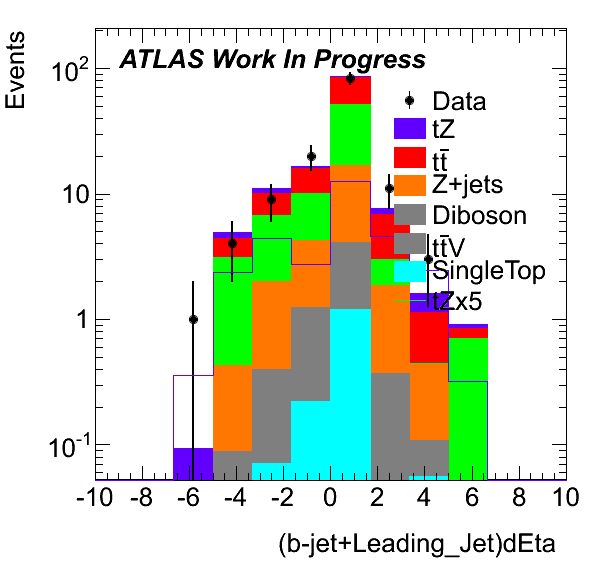 Events
ATLAS Work In Progress
10²
10
1
10⁻¹
Data
tZ
tt̄
Z+jets
Diboson
tt̄V
SingleTop
tZx5
-10 -8 -6 -4 -2 0 2 4 6 8 10
(b-jet+Leading_Jet)dEta